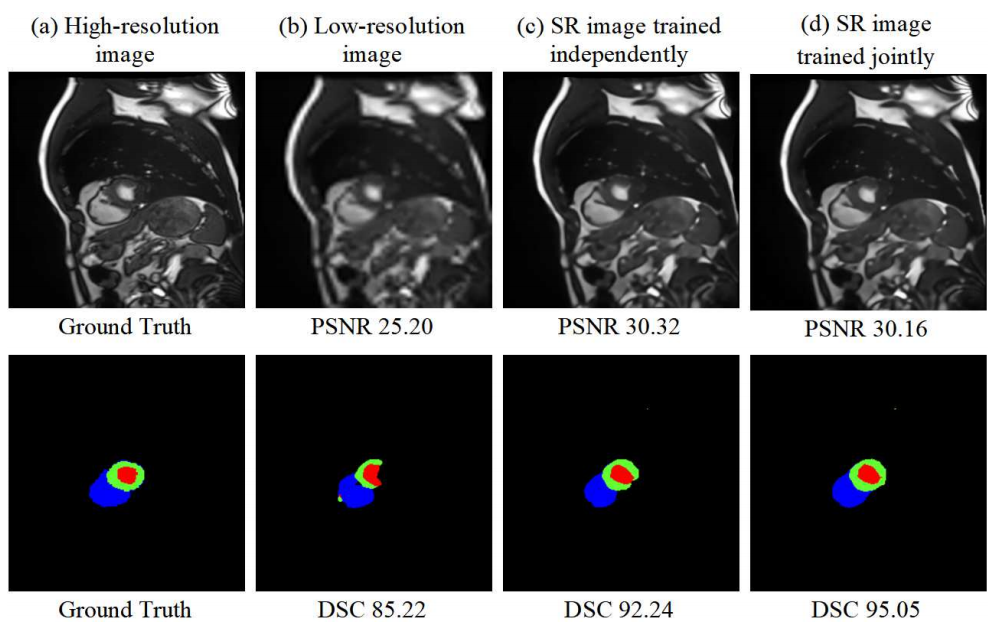 (a) High-resolution
image
(b) Low-resolution
image
(c) SR image trained
independently
(d) SR image
trained jointly
Ground Truth
PSNR 25.20
PSNR 30.32
PSNR 30.16
Ground Truth
DSC 85.22
DSC 92.24
DSC 95.05